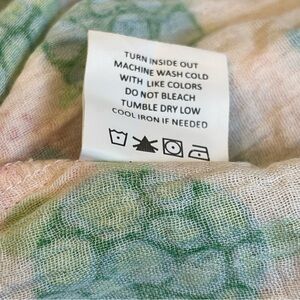 TURN INSIDE OUT
MACHINE WASH COLD
WITH LIKE COLORS
DO NOT BLEACH
TUMBLE DRY LOW
COOL IRON IF NEEDED